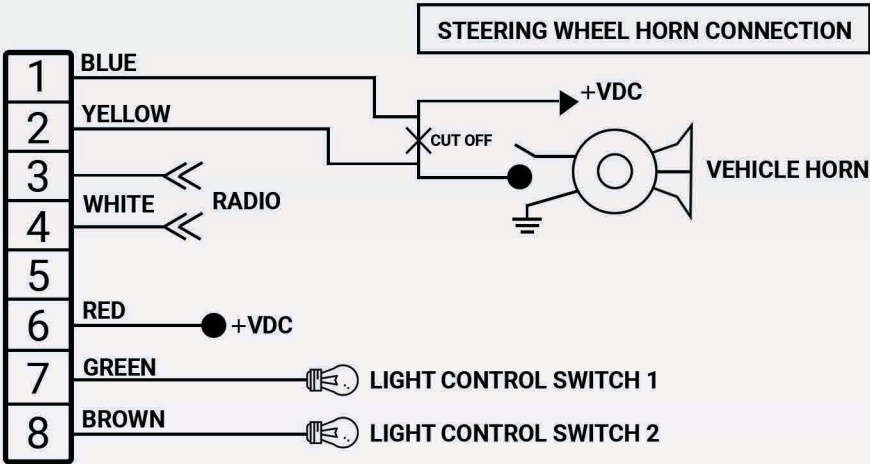 STEERING WHEEL HORN CONNECTION
1 BLUE
+VDC
2 YELLOW
CUT OFF
VEHICLE HORN
3
WHITE RADIO
4
5
6 RED
+VDC
7 GREEN
LIGHT CONTROL SWITCH 1
8 BROWN
LIGHT CONTROL SWITCH 2